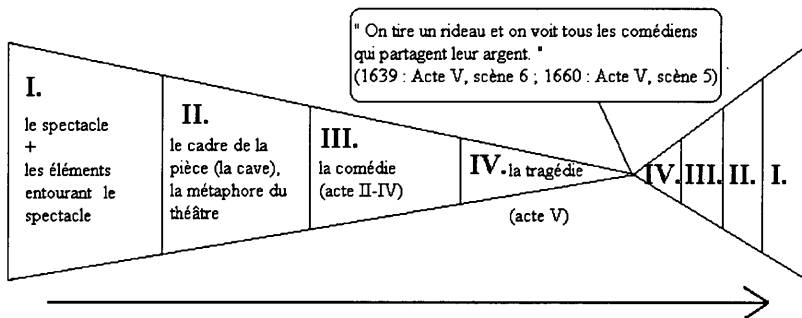 " On tire un rideau et on voit tous les comédiens
qui partagent leur argent. "
(1639 : Acte V, scène 6 ; 1660 : Acte V, scène 5)
I.
le spectacle
+
les éléments
entourant le
spectacle
II.
le cadre de la
pièce (la cave),
la métaphore du
théâtre
III.
la comédie
(acte II-IV)
IV. la tragédie
(acte V)
IV.
III.
II.
I.